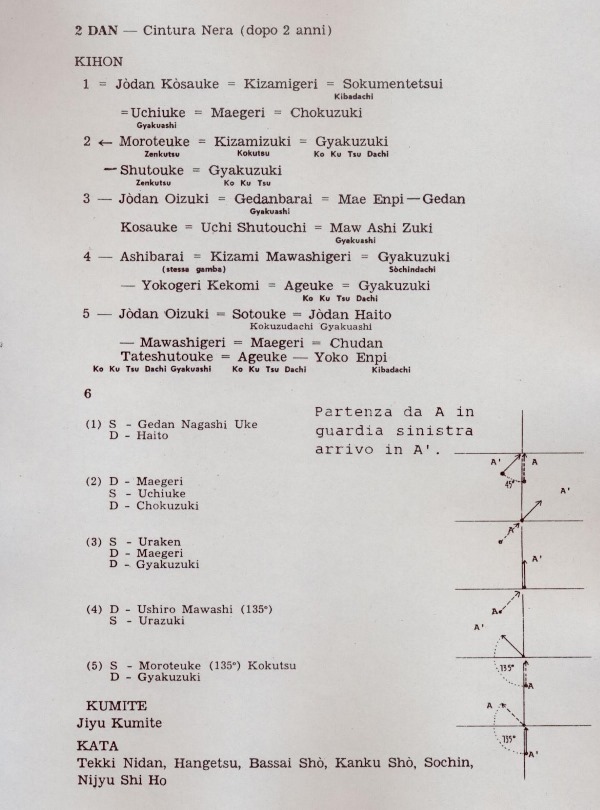 2 DAN — Cintura Nera (dopo 2 anni)
KIHON
1 = Jòdan Kòsauke = Kizamigeri = Sokumentetsui
Kibadachi
=Uchiuke = Maegeri = Chokuzuki
Gyakuashi
2 ← Moroteuke = Kizamizuki = Gyakuzuki
Zenkutsu Kokutsu Ko Ku Tsu Dachi
— Shutouke = Gyakuzuki
Zenkutsu Ko Ku Tsu
3 — Jòdan Oizuki = Gedanbarai = Mae Enpi — Gedan
Gyakuashi
Kosauke = Uchi Shutouchi = Maw Ashi Zuki
Gyakuashi
4 — Ashibarai = Kizami Mawashigeri = Gyakuzuki
(stessa gamba) Sòchindachi
— Yokogeri Kekomi = Ageuke = Gyakuzuki
Ko Ku Tsu Dachi
5 — Jòdan Oizuki = Sotouke = Jòdan Haito
Kokuzudachi Gyakuashi
— Mawashigeri = Maegeri = Chudan
Tateshutouke = Ageuke — Yoko Enpi
Ko Ku Tsu Dachi Gyakuashi Ko Ku Tsu Dachi Kibadachi
6
(1) S - Gedan Nagashi Uke
D - Haito
Partenza da A in
guardia sinistra
arrivo in A'.
A' A
45°
(2) D - Maegeri
S - Uchiuke
D - Chokuzuki
A'
A
(3) S - Uraken
D - Maegeri
D - Gyakuzuki
A'
(4) D - Ushiro Mawashi (135°)
S - Urazuki
A
A'
(5) S - Moroteuke (135°) Kokutsu
D - Gyakuzuki
135°
A
KUMITE
Jiyu Kumite
A
135°
A'
KATA
Tekki Nidan, Hangetsu, Bassai Shò, Kanku Shò, Sochin,
Nijyu Shi Ho